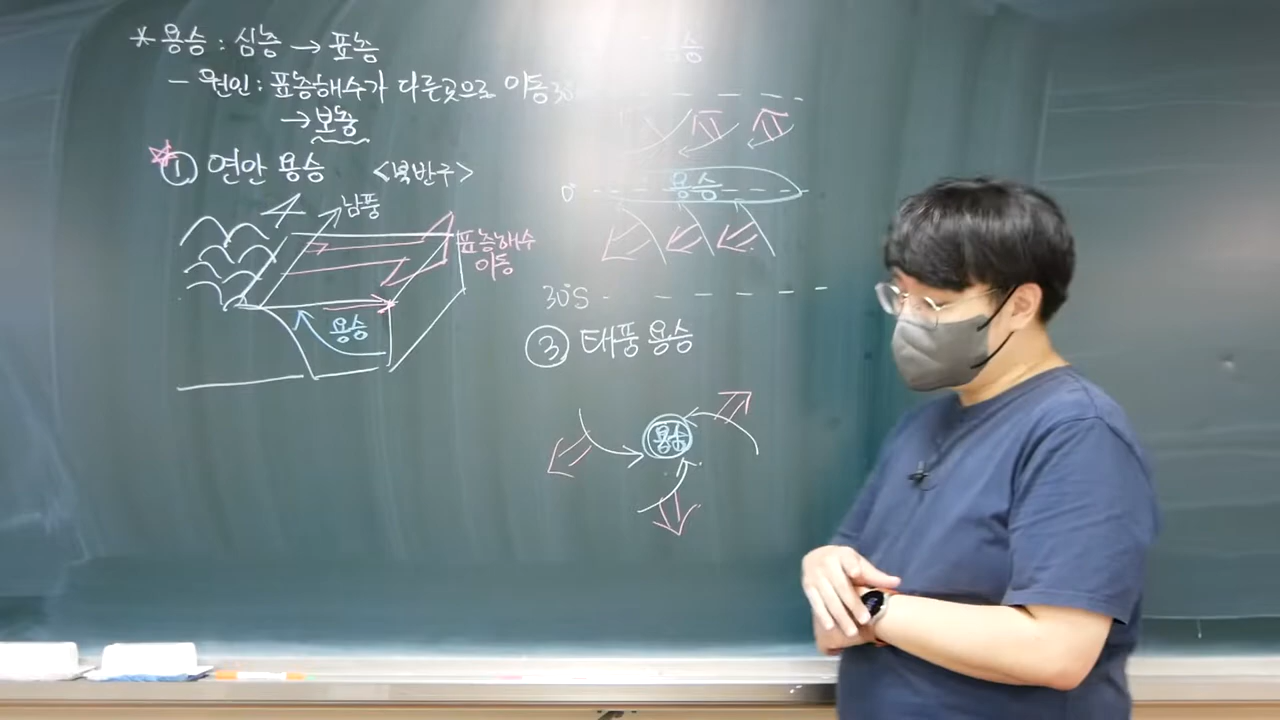 * 용승 : 심층 → 표층
- 원인 : 표층해수가 다른곳으로 이동
→ 보충
① 연안 용승 <북반구>
남풍
표층해수
이동
용승
승
30
용승
0°
30°S
③ 태풍 용승
용승